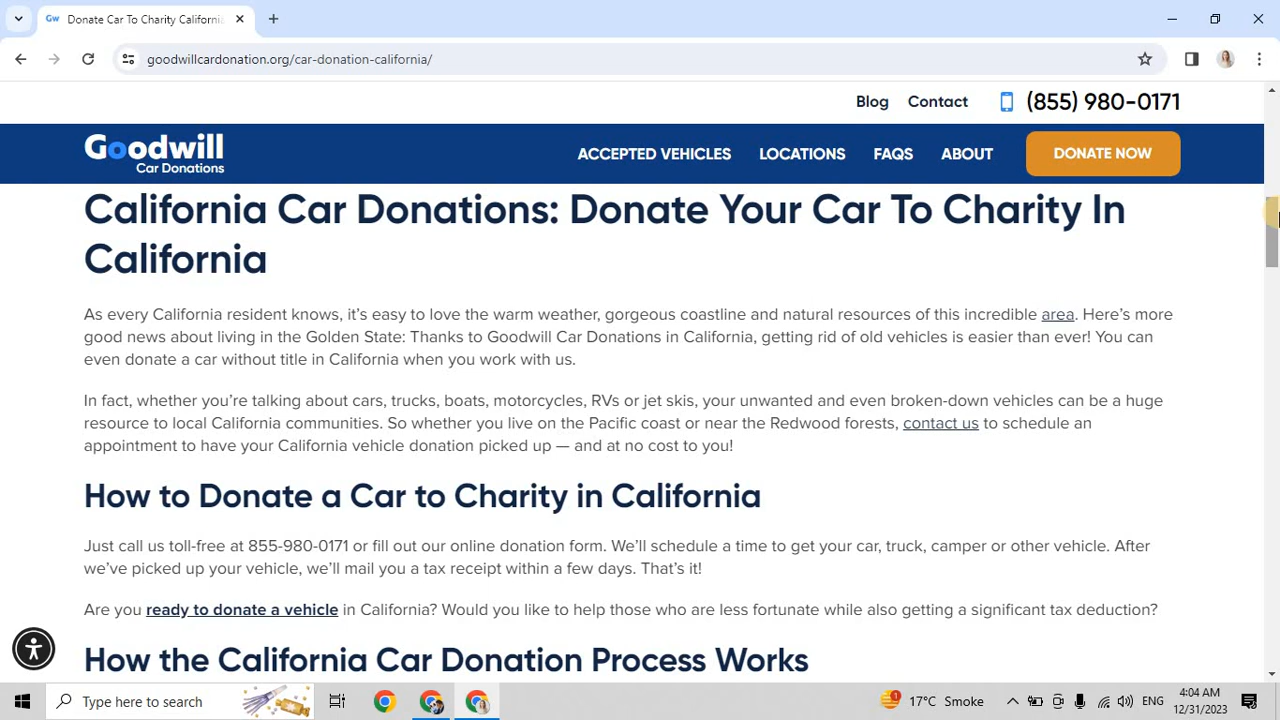 Donate Car To Charity California
goodwillcardonation.org/car-donation-california/
Blog Contact (855) 980-0171
Goodwill
Car Donations
ACCEPTED VEHICLES LOCATIONS FAQS ABOUT DONATE NOW
California Car Donations: Donate Your Car To Charity In
California
As every California resident knows, it's easy to love the warm weather, gorgeous coastline and natural resources of this incredible area. Here's more
good news about living in the Golden State: Thanks to Goodwill Car Donations in California, getting rid of old vehicles is easier than ever! You can
even donate a car without title in California when you work with us.
In fact, whether you're talking about cars, trucks, boats, motorcycles, RVs or jet skis, your unwanted and even broken-down vehicles can be a huge
resource to local California communities. So whether you live on the Pacific coast or near the Redwood forests, contact us to schedule an
appointment to have your California vehicle donation picked up — and at no cost to you!
How to Donate a Car to Charity in California
Just call us toll-free at 855-980-0171 or fill out our online donation form. We'll schedule a time to get your car, truck, camper or other vehicle. After
we've picked up your vehicle, we'll mail you a tax receipt within a few days. That's it!
Are you ready to donate a vehicle in California? Would you like to help those who are less fortunate while also getting a significant tax deduction?
How the California Car Donation Process Works
Type here to search
17°C Smoke
ENG
4:04 AM
12/31/2023